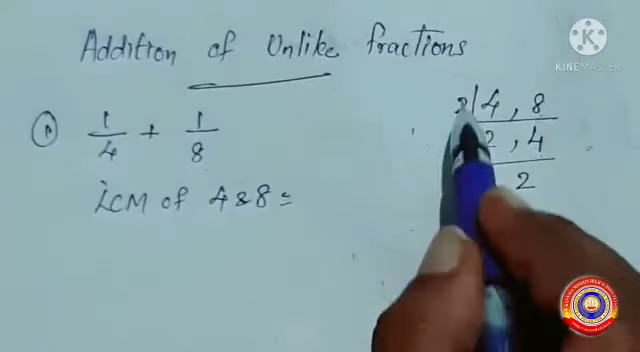 Addition of Unlike fractions
① 1/4 + 1/8
LCM of 4 & 8 =
2 | 4 , 8
2 , 4
2
KINEMASTER